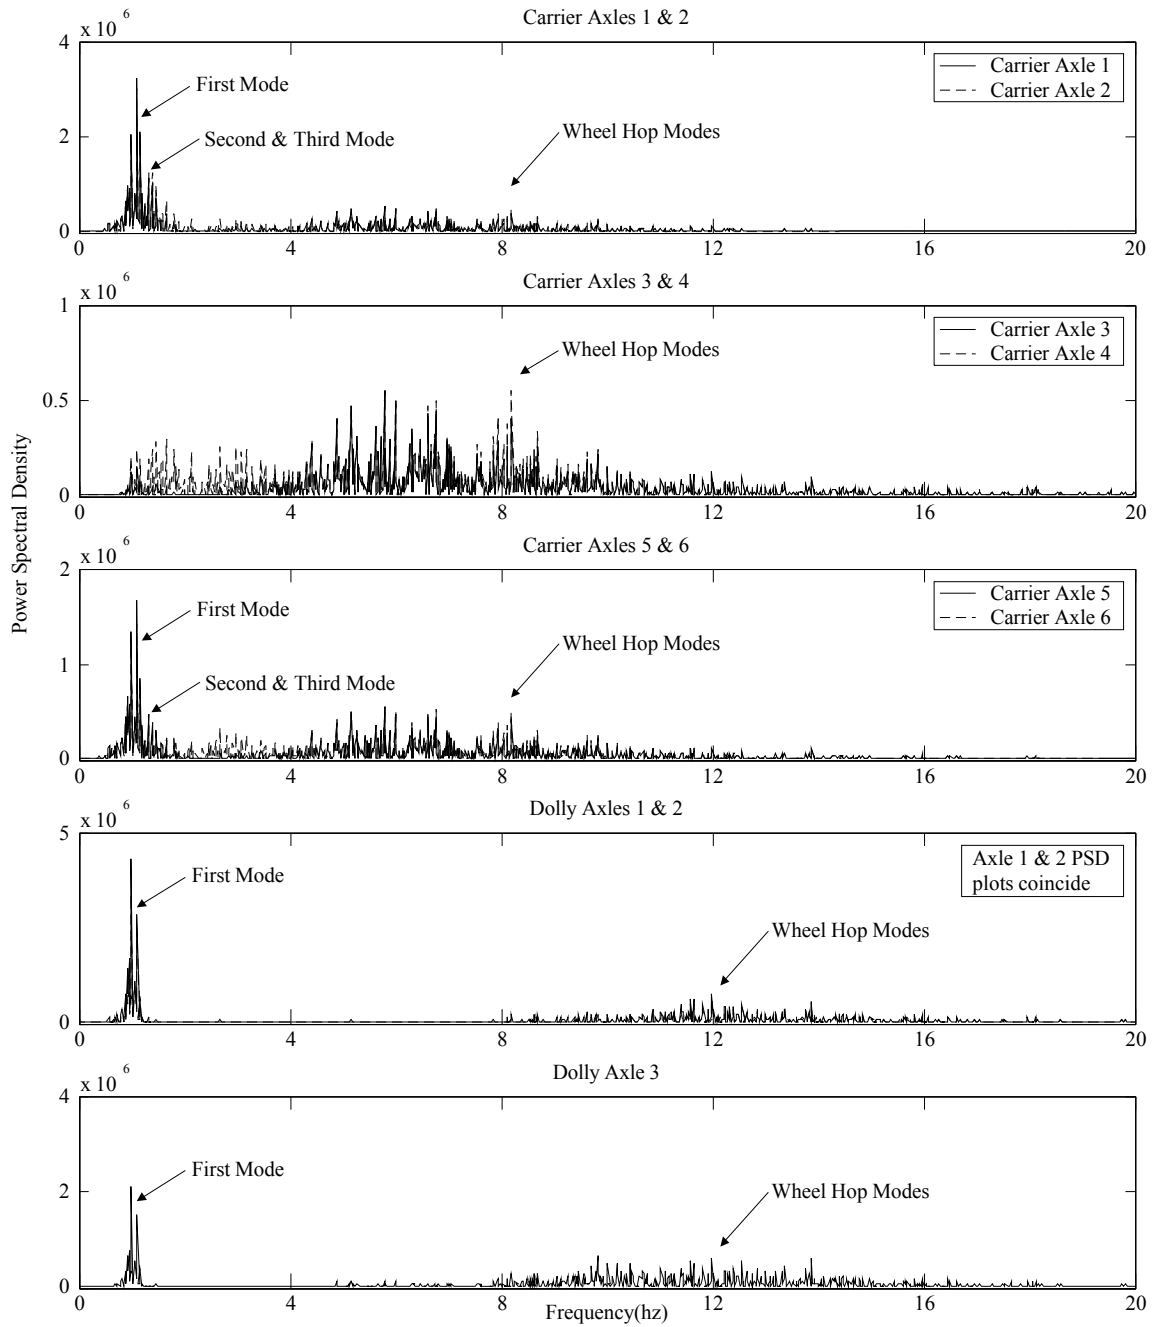 Carrier Axles 1 & 2
x 10 6
4
2
0
First Mode
Second & Third Mode
Wheel Hop Modes
Carrier Axle 1
Carrier Axle 2
0 4 8 12 16 20
Carrier Axles 3 & 4
x 10 6
1
0.5
0
Wheel Hop Modes
Carrier Axle 3
Carrier Axle 4
0 4 8 12 16 20
Power Spectral Density
Carrier Axles 5 & 6
x 10 6
2
1
0
First Mode
Second & Third Mode
Wheel Hop Modes
Carrier Axle 5
Carrier Axle 6
0 4 8 12 16 20
Dolly Axles 1 & 2
x 10 6
5
0
First Mode
Wheel Hop Modes
Axle 1 & 2 PSD
plots coincide
0 4 8 12 16 20
Dolly Axle 3
x 10 6
4
2
0
First Mode
Wheel Hop Modes
0 4 8 12 16 20
Frequency(hz)